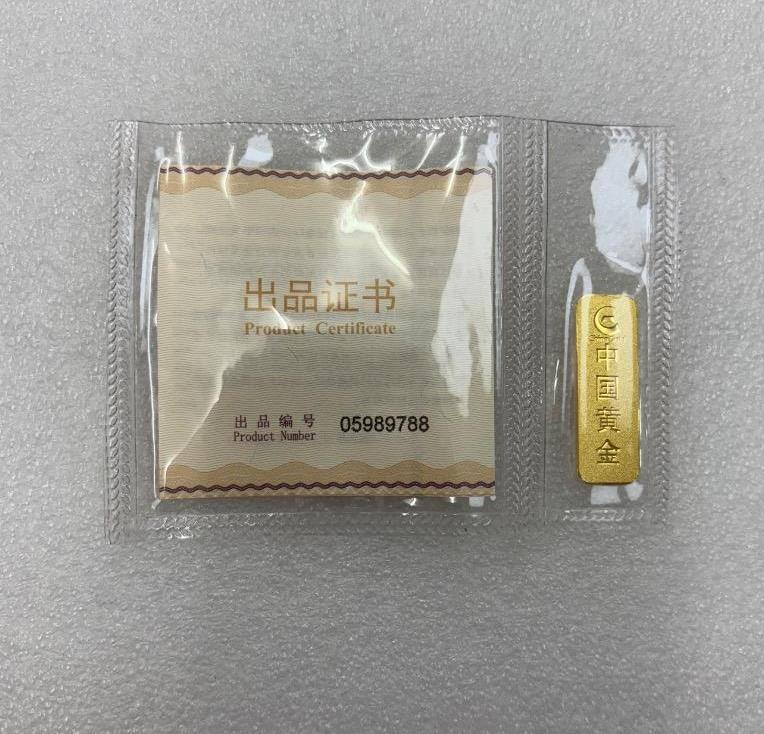 出品证书
Product Certificate
出品编号 05989788
Product Number
中国黄金